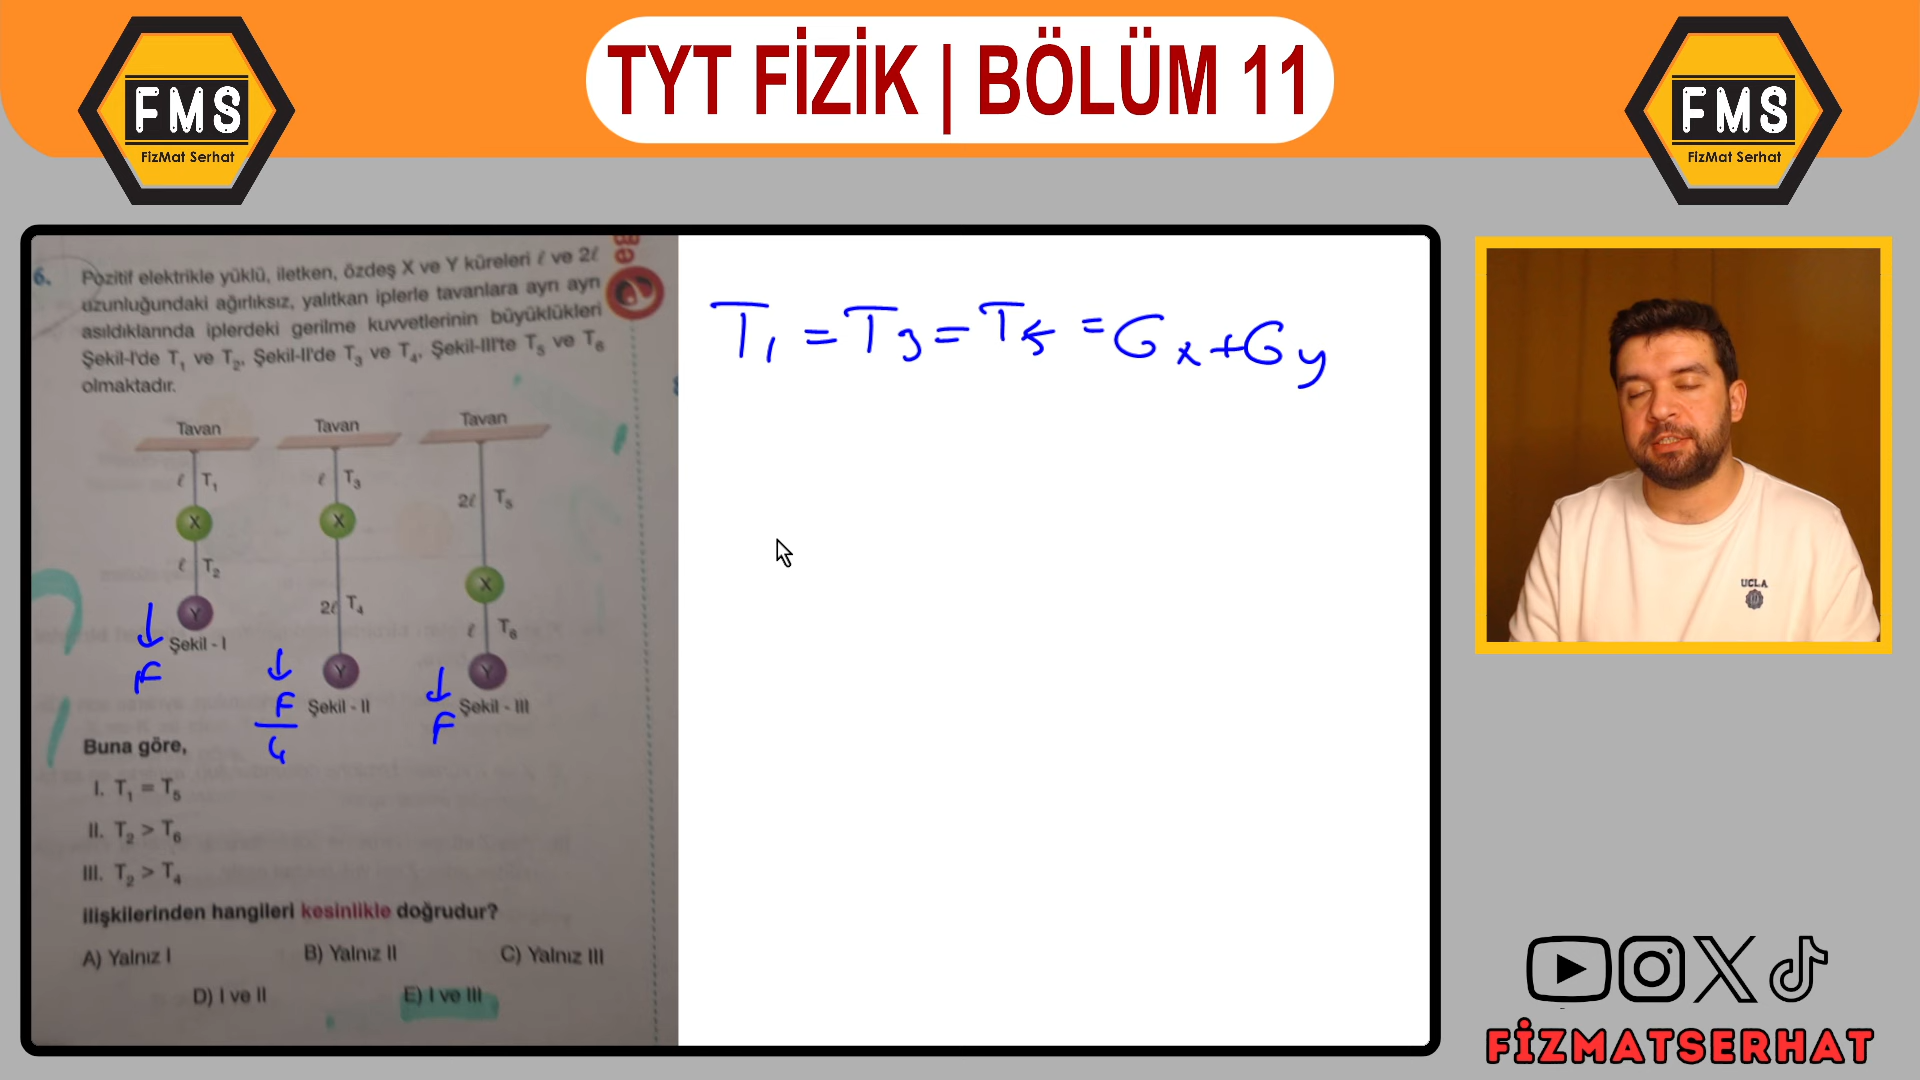 TYT FİZİK | BÖLÜM 11
FMS
FizMat Serhat
FMS
FizMat Serhat
6. Pozitif elektrikle yüklü, iletken, özdeş X ve Y küreleri ℓ ve 2ℓ
uzunluğundaki ağırlıksız, yalıtkan iplerle tavanlara ayrı ayrı
asıldıklarında iplerdeki gerilme kuvvetlerinin büyüklükleri
Şekil-I'de T₁ ve T₂, Şekil-II'de T₃ ve T₄, Şekil-III'te T₅ ve T₆
olmaktadır.
Tavan Tavan Tavan
ℓ T₁ ℓ T₃ 2ℓ T₅
X X X
ℓ T₂ 2ℓ T₄ ℓ T₆
Y Y Y
Şekil - I Şekil - II Şekil - III
F F/4 F
Buna göre,
I. T₁ = T₅
II. T₂ > T₆
III. T₂ > T₄
ilişkilerinden hangileri kesinlikle doğrudur?
A) Yalnız I B) Yalnız II C) Yalnız III
D) I ve II E) I ve III
T₁ = T₃ = T₅ = Gx + Gy
UCLA
FİZMATSERHAT